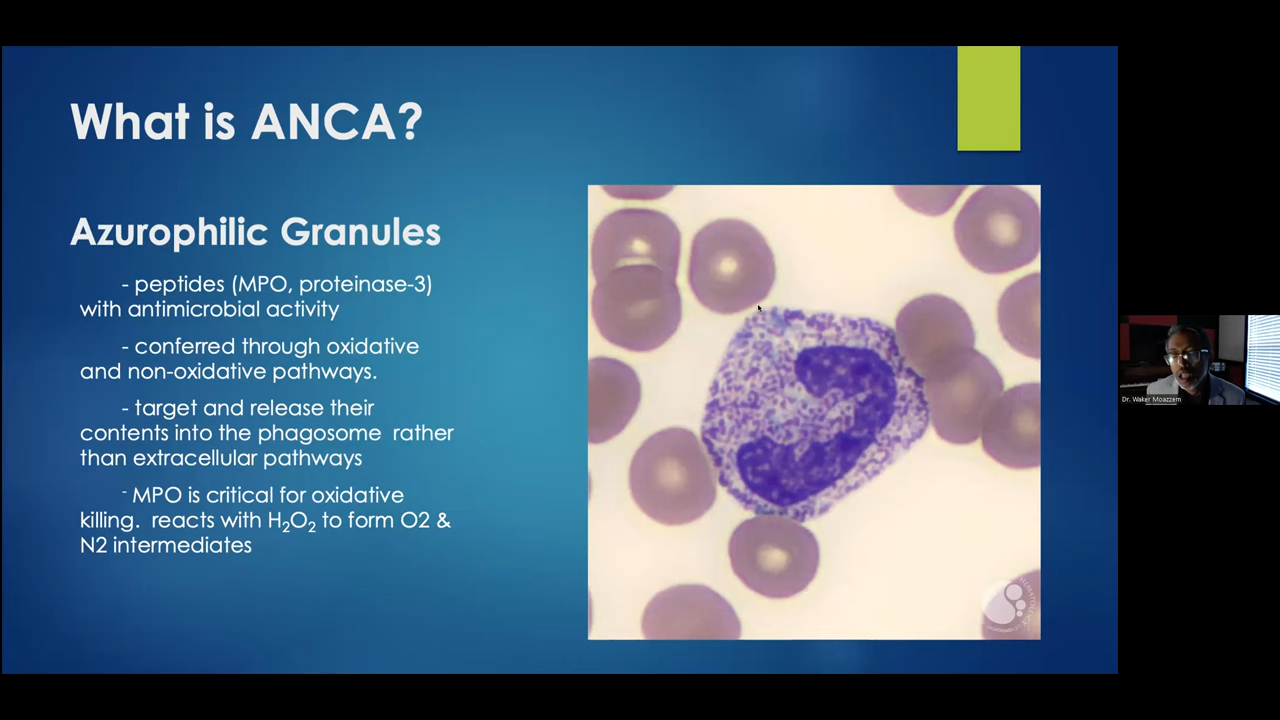 What is ANCA?
Azurophilic Granules
- peptides (MPO, proteinase-3)
with antimicrobial activity
- conferred through oxidative
and non-oxidative pathways.
- target and release their
contents into the phagosome rather
than extracellular pathways
- MPO is critical for oxidative
killing. reacts with H₂O₂ to form O2 &
N2 intermediates
Dr. Waker Moazzem